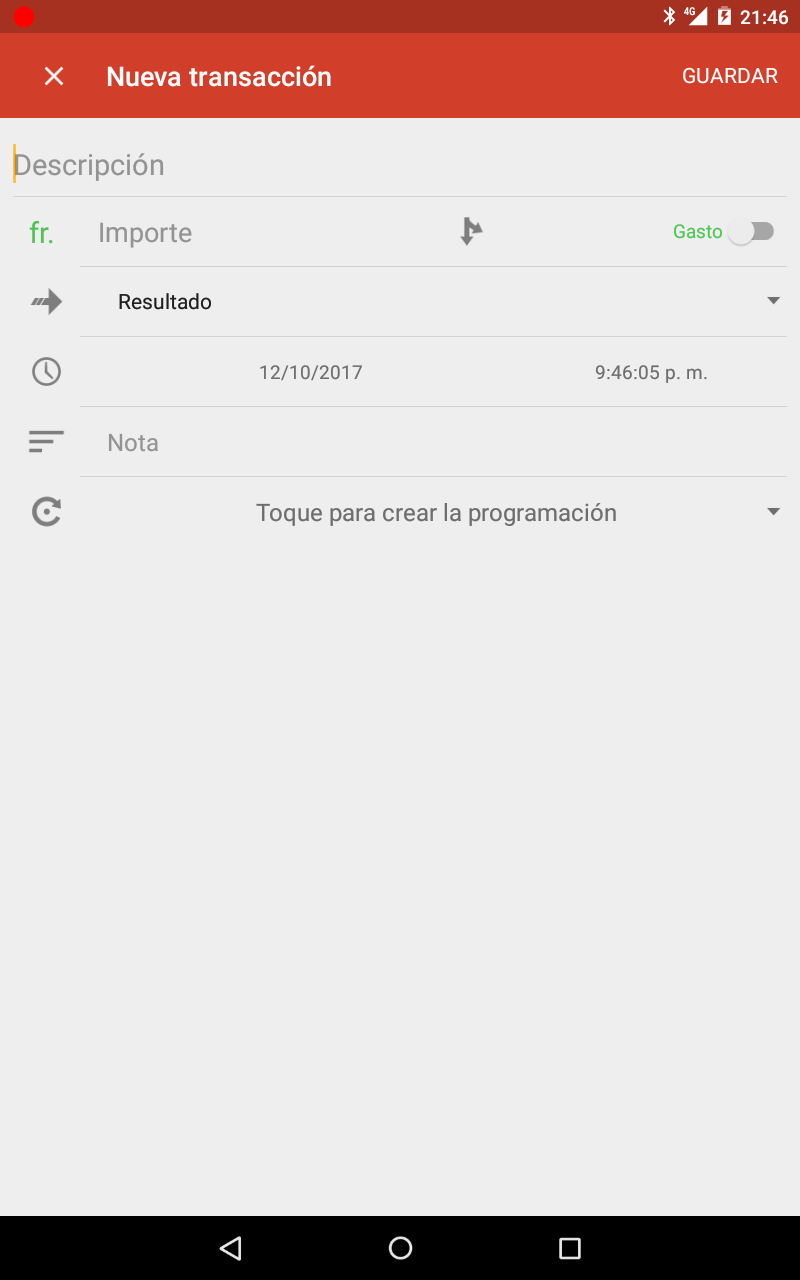 4G 21:46
Nueva transacción GUARDAR
Descripción
fr. Importe Gasto
Resultado
12/10/2017 9:46:05 p. m.
Nota
Toque para crear la programación